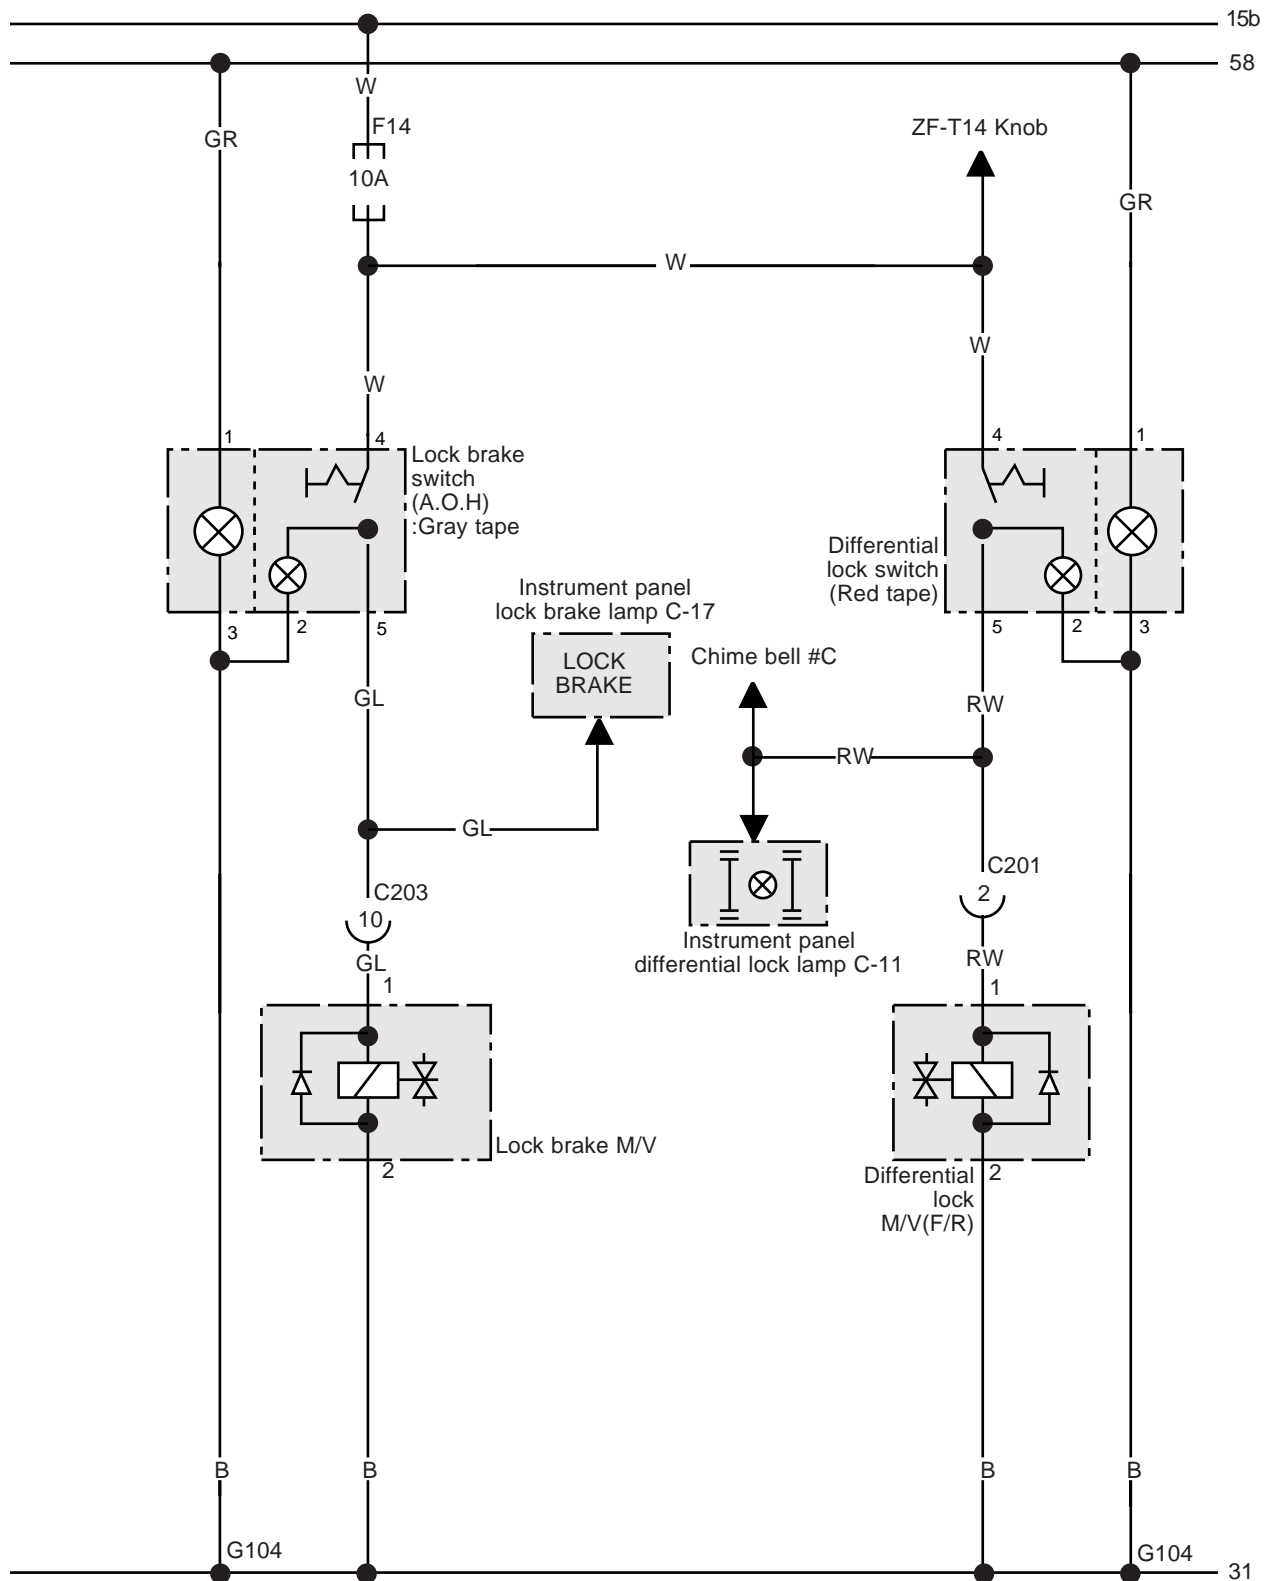 15b
58
W
F14
GR
10A
ZF-T14 Knob
GR
W
W
W
1
4
Lock brake
switch
(A.O.H)
:Gray tape
4
1
Differential
lock switch
(Red tape)
3
2
5
5
2
3
Instrument panel
lock brake lamp C-17
LOCK
BRAKE
Chime bell #C
GL
RW
RW
GL
C203
10
GL
1
C201
2
RW
1
Instrument panel
differential lock lamp C-11
Lock brake M/V
2
Differential
lock
M/V(F/R)
2
B
B
B
B
G104
G104
31